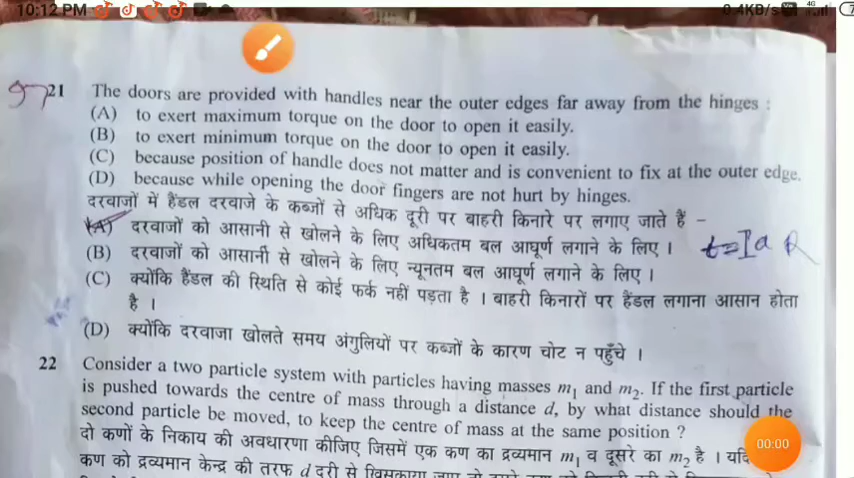 10:12 PM
0.4KB/s
4G
21 The doors are provided with handles near the outer edges far away from the hinges :
(A) to exert maximum torque on the door to open it easily.
(B) to exert minimum torque on the door to open it easily.
(C) because position of handle does not matter and is convenient to fix at the outer edge.
(D) because while opening the door fingers are not hurt by hinges.
दरवाजों में हैंडल दरवाजे के कब्जों से अधिक दूरी पर बाहरी किनारे पर लगाए जाते हैं –
(A) दरवाजों को आसानी से खोलने के लिए अधिकतम बल आघूर्ण लगाने के लिए ।
(B) दरवाजों को आसानी से खोलने के लिए न्यूनतम बल आघूर्ण लगाने के लिए ।
(C) क्योंकि हैंडल की स्थिति से कोई फर्क नहीं पड़ता है । बाहरी किनारों पर हैंडल लगाना आसान होता
है ।
(D) क्योंकि दरवाजा खोलते समय अंगुलियों पर कब्जों के कारण चोट न पहुँचे ।
22 Consider a two particle system with particles having masses m₁ and m₂. If the first particle
is pushed towards the centre of mass through a distance d, by what distance should the
second particle be moved, to keep the centre of mass at the same position ?
दो कणों के निकाय की अवधारणा कीजिए जिसमें एक कण का द्रव्यमान m₁ व दूसरे का m₂ है । यदि
00:00
कण को द्रव्यमान केन्द्र की तरफ d दूरी से खिसकाया जाए तो